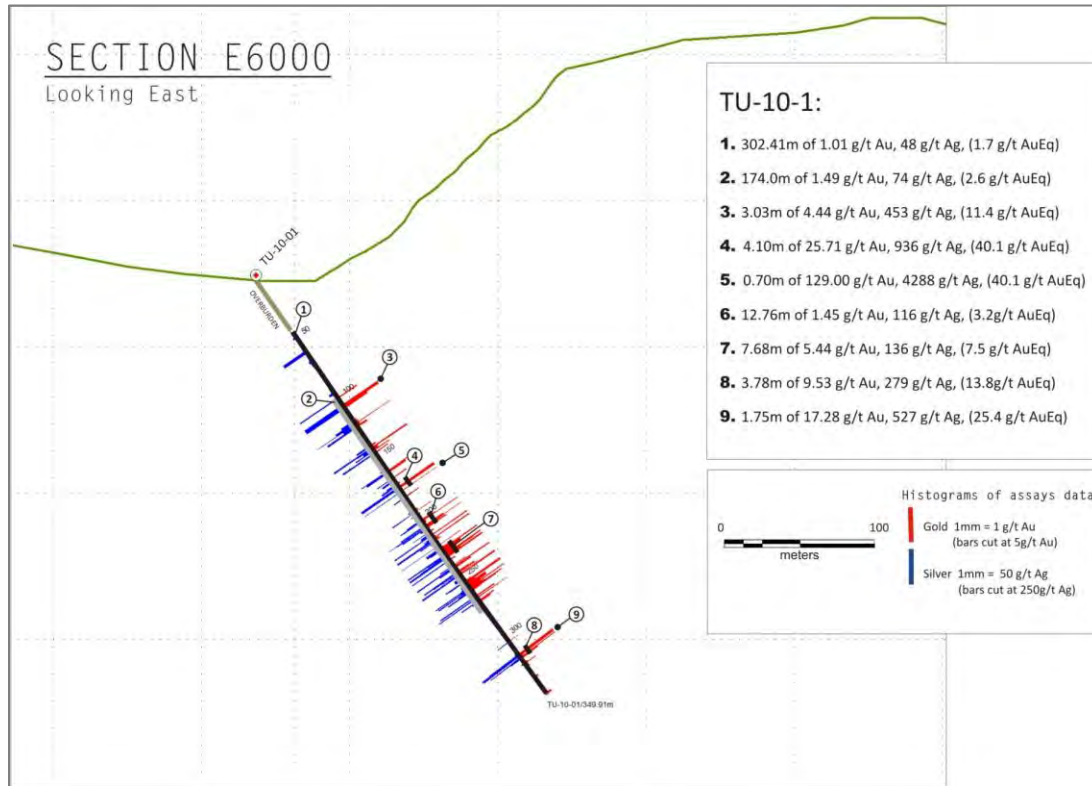 SECTION E6000
Looking East
TU-10-1:
1. 302.41m of 1.01 g/t Au, 48 g/t Ag, (1.7 g/t AuEq)
2. 174.0m of 1.49 g/t Au, 74 g/t Ag, (2.6 g/t AuEq)
3. 3.03m of 4.44 g/t Au, 453 g/t Ag, (11.4 g/t AuEq)
4. 4.10m of 25.71 g/t Au, 936 g/t Ag, (40.1 g/t AuEq)
5. 0.70m of 129.00 g/t Au, 4288 g/t Ag, (40.1 g/t AuEq)
6. 12.76m of 1.45 g/t Au, 116 g/t Ag, (3.2g/t AuEq)
7. 7.68m of 5.44 g/t Au, 136 g/t Ag, (7.5 g/t AuEq)
8. 3.78m of 9.53 g/t Au, 279 g/t Ag, (13.8g/t AuEq)
9. 1.75m of 17.28 g/t Au, 527 g/t Ag, (25.4 g/t AuEq)
TU-10-01
OVERBURDEN
1
50
3
100
2
150
4
5
6
200
7
250
300
8
9
TU-10-01/349.91m
Histograms of assays data
0 100
meters
Gold 1mm = 1 g/t Au
(bars cut at 5g/t Au)
Silver 1mm = 50 g/t Ag
(bars cut at 250g/t Ag)